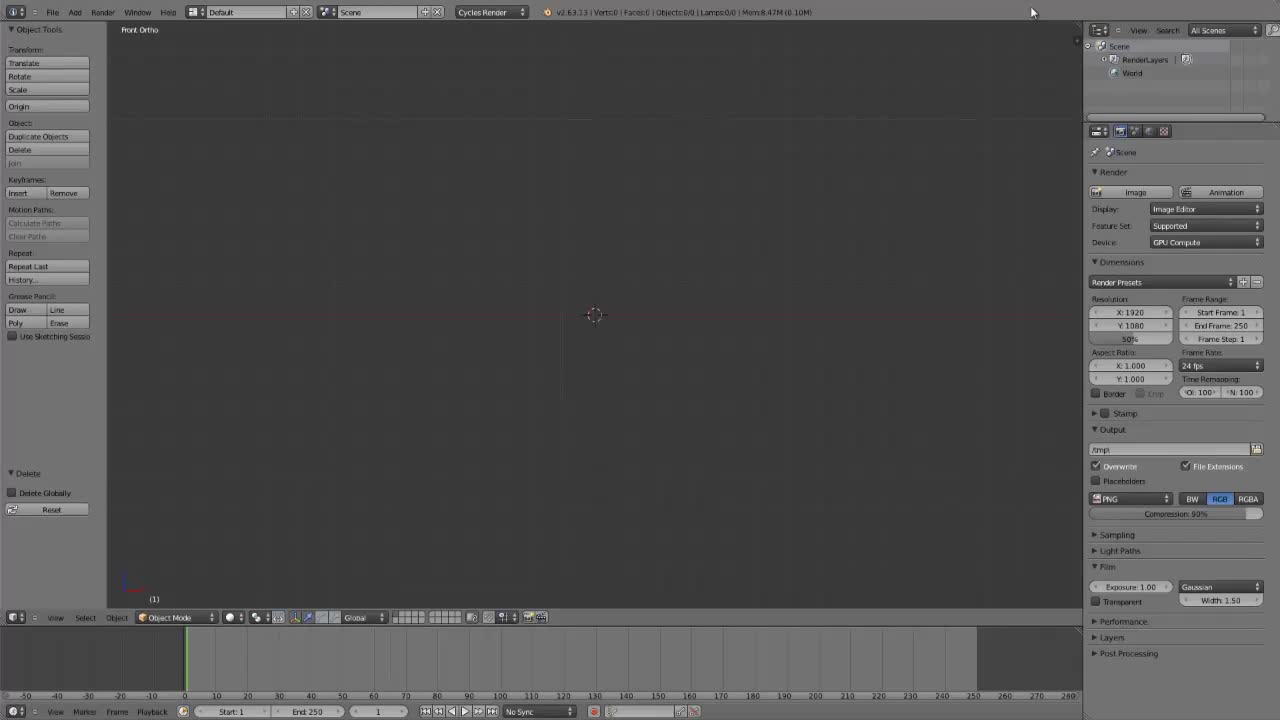 File Add Render Window Help Default Scene Cycles Render v2.63.13 | Verts:0 | Faces:0 | Objects:0/0 | Lamps:0/0 | Mem:8.47M (0.10M)
Object Tools
Transform:
Translate
Rotate
Scale
Origin
Object:
Duplicate Objects
Delete
Join
Keyframes:
Insert Remove
Motion Paths:
Calculate Paths
Clear Paths
Repeat:
Repeat Last
History...
Grease Pencil:
Draw Line
Poly Erase
Use Sketching Sessio
Delete
Delete Globally
Reset
Front Ortho
(1)
View Select Object Object Mode Global
View Search All Scenes
Scene
RenderLayers
World
Scene
Render
Image Animation
Display: Image Editor
Feature Set: Supported
Device: GPU Compute
Dimensions
Render Presets
Resolution: Frame Range:
X: 1920 Start Frame: 1
Y: 1080 End Frame: 250
50% Frame Step: 1
Aspect Ratio: Frame Rate:
X: 1.000 24 fps
Y: 1.000 Time Remapping:
Border Crop O: 100 N: 100
Stamp
Output
/tmp\
Overwrite File Extensions
Placeholders
PNG BW RGB RGBA
Compression: 90%
Sampling
Light Paths
Film
Exposure: 1.00 Gaussian
Transparent Width: 1.50
Performance
Layers
Post Processing
-50 -40 -30 -20 -10 0 10 20 30 40 50 60 70 80 90 100 110 120 130 140 150 160 170 180 190 200 210 220 230 240 250 260 270 280
View Marker Frame Playback Start: 1 End: 250 1 No Sync